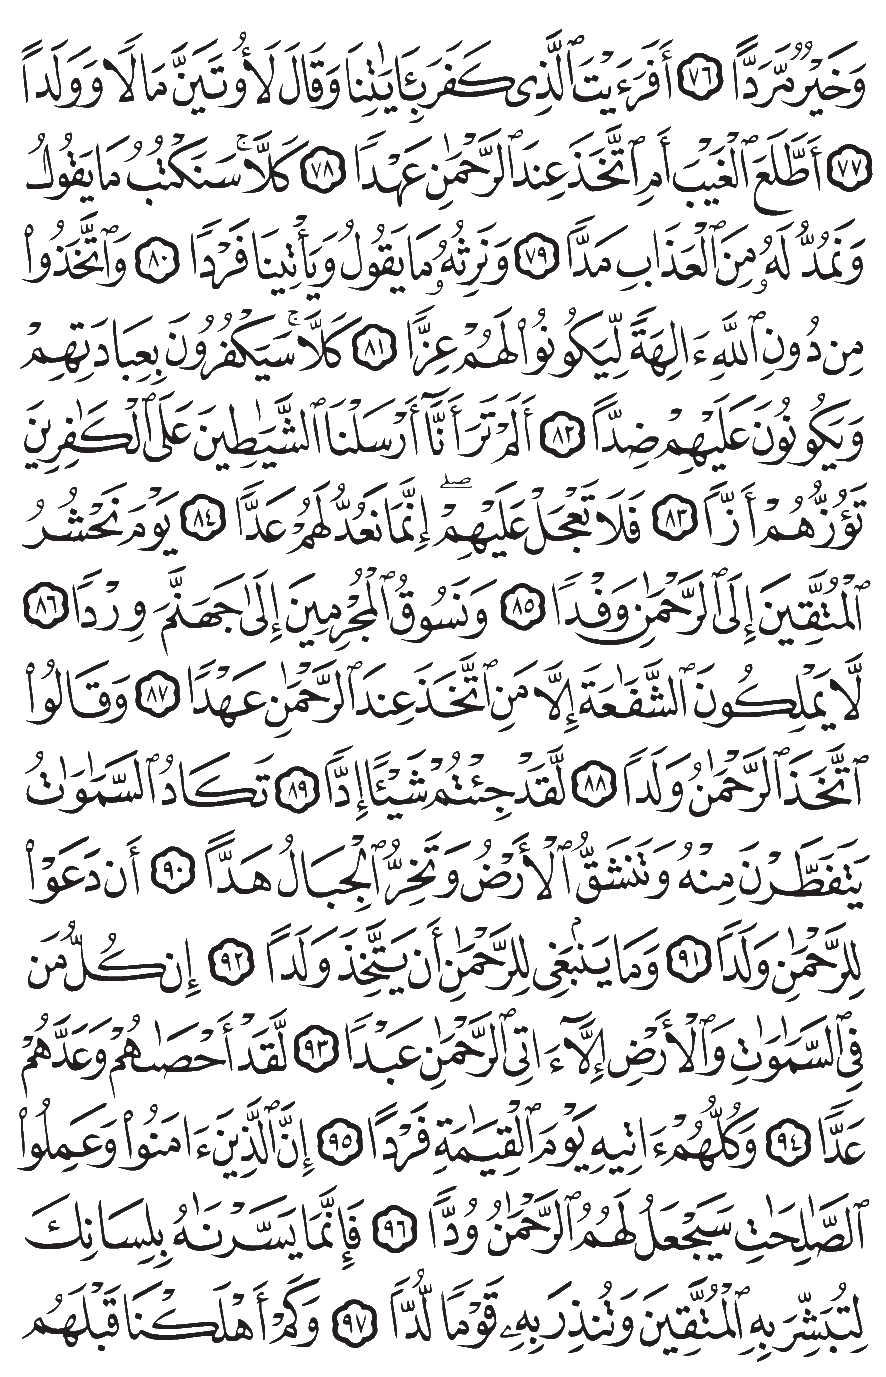 وَخَيْرٌ مَّرَدًّا ٧٦ أَفَرَءَيْتَ ٱلَّذِى كَفَرَ بِـَٔايَٰتِنَا وَقَالَ لَأُوتَيَنَّ مَالًا وَوَلَدًا
٧٧ أَطَّلَعَ ٱلْغَيْبَ أَمِ ٱتَّخَذَ عِندَ ٱلرَّحْمَٰنِ عَهْدًا ٧٨ كَلَّا ۚ سَنَكْتُبُ مَا يَقُولُ
وَنَمُدُّ لَهُۥ مِنَ ٱلْعَذَابِ مَدًّا ٧٩ وَنَرِثُهُۥ مَا يَقُولُ وَيَأْتِينَا فَرْدًا ٨٠ وَٱتَّخَذُوا۟
مِن دُونِ ٱللَّهِ ءَالِهَةً لِّيَكُونُوا۟ لَهُمْ عِزًّا ٨١ كَلَّا ۚ سَيَكْفُرُونَ بِعِبَادَتِهِمْ
وَيَكُونُونَ عَلَيْهِمْ ضِدًّا ٨٢ أَلَمْ تَرَ أَنَّآ أَرْسَلْنَا ٱلشَّيَٰطِينَ عَلَى ٱلْكَٰفِرِينَ
تَؤُزُّهُمْ أَزًّا ٨٣ فَلَا تَعْجَلْ عَلَيْهِمْ ۖ إِنَّمَا نَعُدُّ لَهُمْ عَدًّا ٨٤ يَوْمَ نَحْشُرُ
ٱلْمُتَّقِينَ إِلَى ٱلرَّحْمَٰنِ وَفْدًا ٨٥ وَنَسُوقُ ٱلْمُجْرِمِينَ إِلَىٰ جَهَنَّمَ وِرْدًا ٨٦
لَّا يَمْلِكُونَ ٱلشَّفَٰعَةَ إِلَّا مَنِ ٱتَّخَذَ عِندَ ٱلرَّحْمَٰنِ عَهْدًا ٨٧ وَقَالُوا۟
ٱتَّخَذَ ٱلرَّحْمَٰنُ وَلَدًا ٨٨ لَّقَدْ جِئْتُمْ شَيْـًٔا إِدًّا ٨٩ تَكَادُ ٱلسَّمَٰوَٰتُ
يَتَفَطَّرْنَ مِنْهُ وَتَنشَقُّ ٱلْأَرْضُ وَتَخِرُّ ٱلْجِبَالُ هَدًّا ٩٠ أَن دَعَوْا۟
لِلرَّحْمَٰنِ وَلَدًا ٩١ وَمَا يَنۢبَغِى لِلرَّحْمَٰنِ أَن يَتَّخِذَ وَلَدًا ٩٢ إِن كُلُّ مَن
فِى ٱلسَّمَٰوَٰتِ وَٱلْأَرْضِ إِلَّآ ءَاتِى ٱلرَّحْمَٰنِ عَبْدًا ٩٣ لَّقَدْ أَحْصَىٰهُمْ وَعَدَّهُمْ
عَدًّا ٩٤ وَكُلُّهُمْ ءَاتِيهِ يَوْمَ ٱلْقِيَٰمَةِ فَرْدًا ٩٥ إِنَّ ٱلَّذِينَ ءَامَنُوا۟ وَعَمِلُوا۟
ٱلصَّٰلِحَٰتِ سَيَجْعَلُ لَهُمُ ٱلرَّحْمَٰنُ وُدًّا ٩٦ فَإِنَّمَا يَسَّرْنَٰهُ بِلِسَانِكَ
لِتُبَشِّرَ بِهِ ٱلْمُتَّقِينَ وَتُنذِرَ بِهِۦ قَوْمًا لُّدًّا ٩٧ وَكَمْ أَهْلَكْنَا قَبْلَهُم